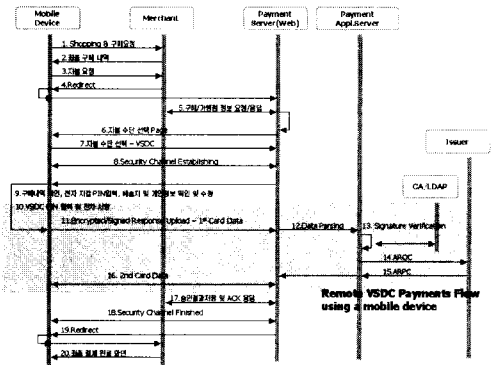 Mobile
Device
Merchant
Payment
Server(Web)
Payment
Appl.Server
Issuer
CA/LDAP
1. Shopping & 구매요청
2.최종 구매 내역
3.지불 요청
4.Redirect
5.구매/가맹점 정보 요청/응답
6.지불 수단 선택 Page
7.지불 수단 선택 – VSDC
8.Security Channel Establishing
9.구매내역 확인, 전자 지갑 PIN입력, 배송지 및 개인정보 확인 및 수정
10.VSDC PIN 입력 및 전자 서명
11.Encrypted/Signed Response Upload – 1st Card Data
12.Data Parsing
13. Signature Verification
14.ARQC
15.ARPC
16. 2nd Card Data
17.승인결과저장 및 ACK 응답
18.Security Channel Finished
19.Redirect
20.최종 결제 완료 화면
Remote VSDC Payments Flow
using a mobile device